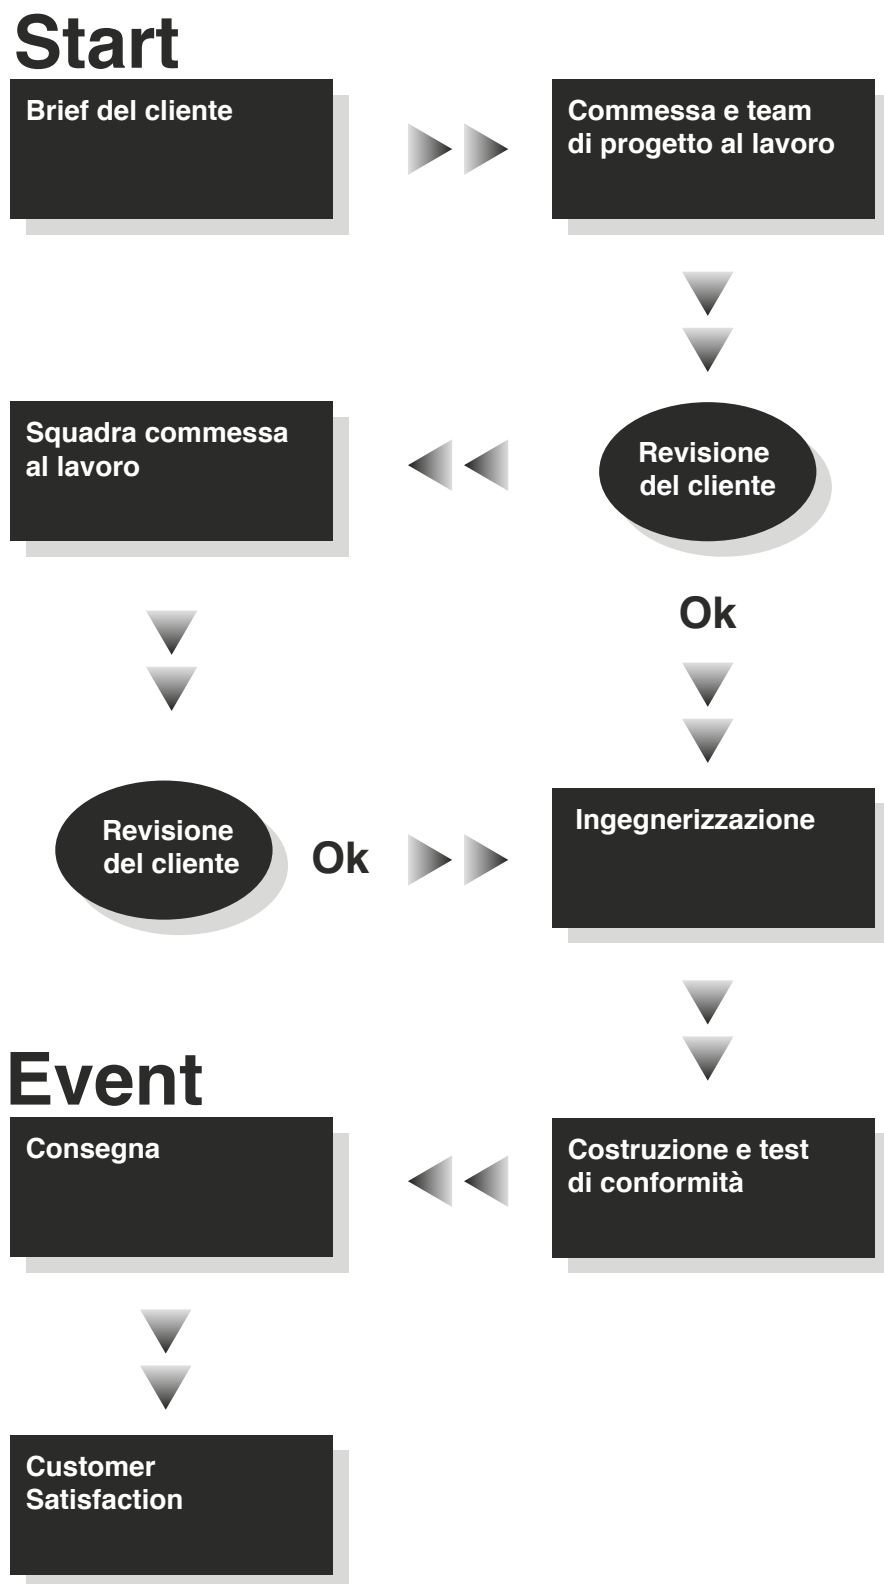 Start
Brief del cliente
Commessa e team
di progetto al lavoro
Squadra commessa
al lavoro
Revisione
del cliente
Ok
Revisione
del cliente
Ok
Ingegnerizzazione
Event
Consegna
Costruzione e test
di conformità
Customer
Satisfaction